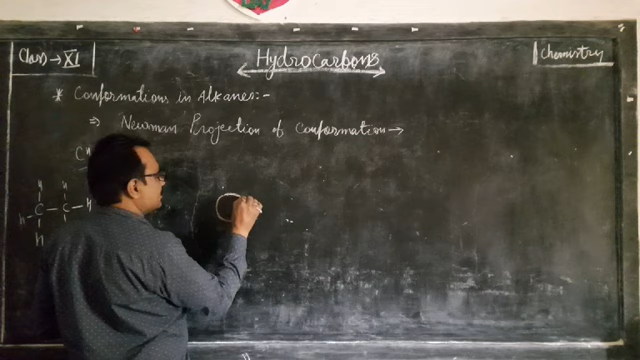 Class → XI
Hydrocarbons
Chemistry
* Conformations in Alkanes:-
⇒ Newman Projection of Conformation →
C H
H H
H - C - C - H
H